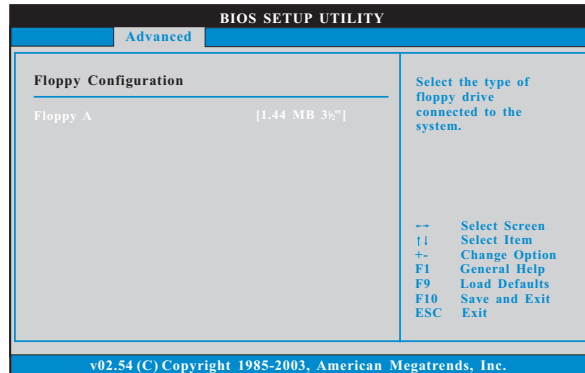 BIOS SETUP UTILITY
Advanced
Floppy Configuration
Floppy A [1.44 MB 3½"]
Select the type of
floppy drive
connected to the
system.
←→ Select Screen
↑↓ Select Item
+- Change Option
F1 General Help
F9 Load Defaults
F10 Save and Exit
ESC Exit
v02.54 (C) Copyright 1985-2003, American Megatrends, Inc.